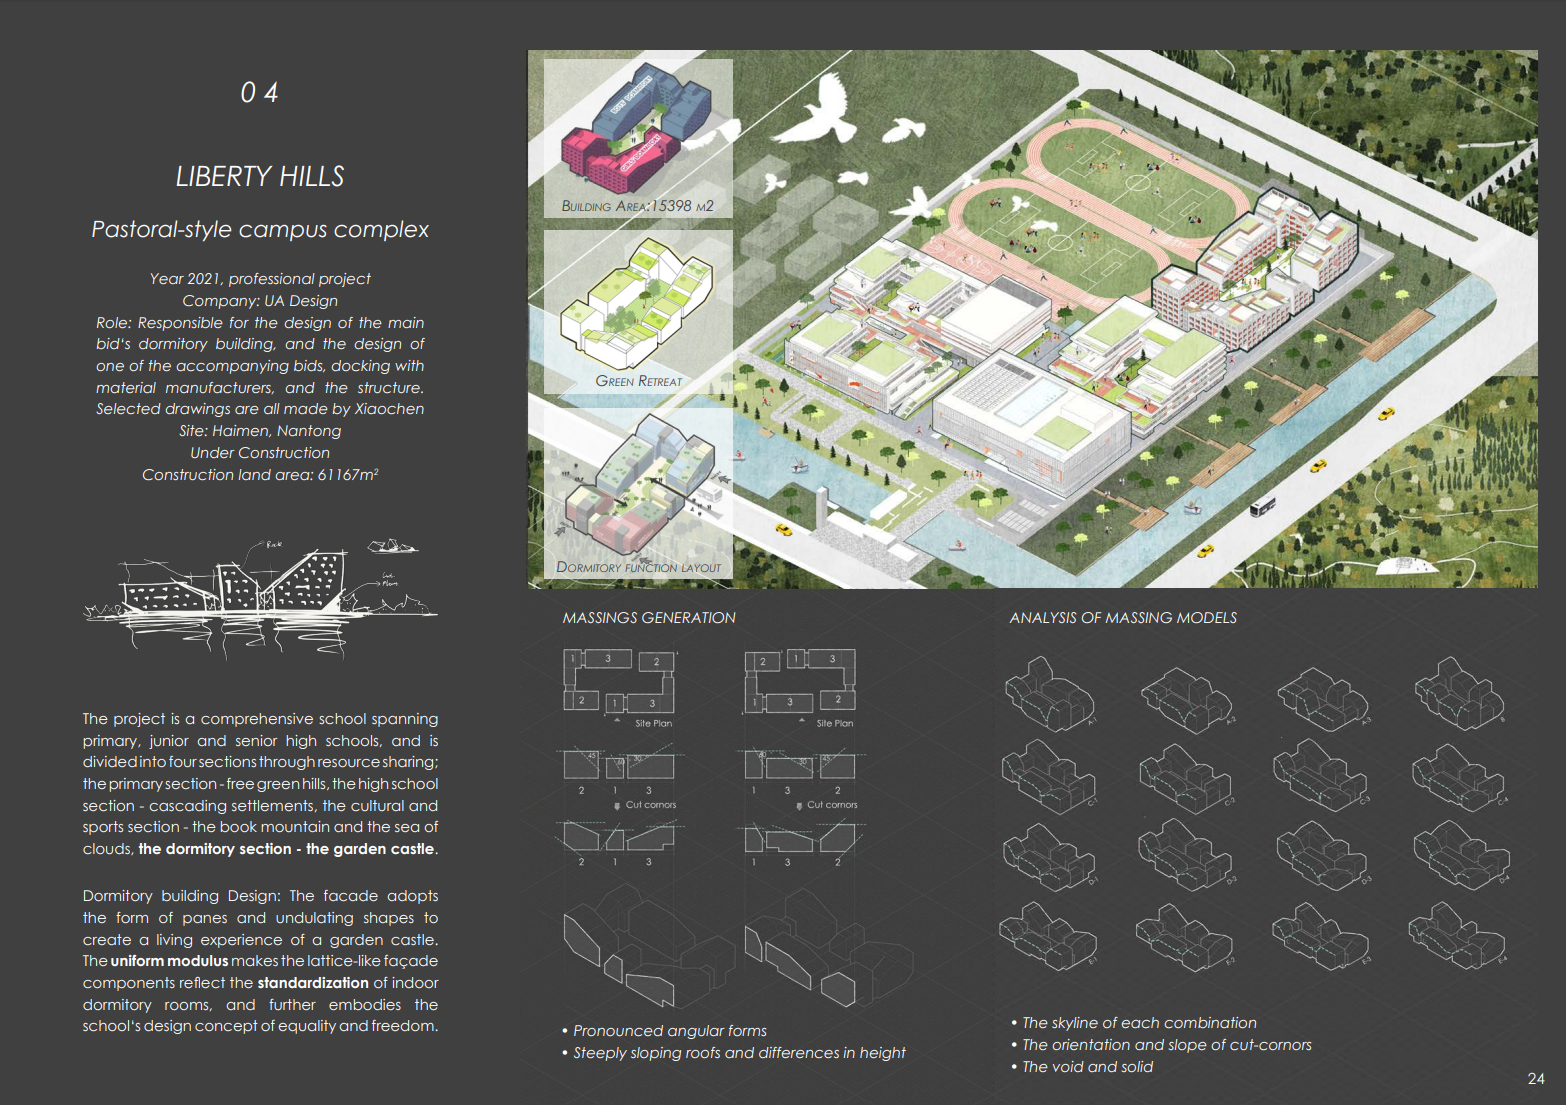 04
LIBERTY HILLS
Pastoral-style campus complex
Year 2021, professional project
Company: UA Design
Role: Responsible for the design of the main
bid's dormitory building, and the design of
one of the accompanying bids, docking with
material manufacturers, and the structure.
Selected drawings are all made by Xiaochen
Site: Haimen, Nantong
Under Construction
Construction land area: 61167m²
The project is a comprehensive school spanning
primary, junior and senior high schools, and is
divided into four sections through resource sharing;
the primary section - free green hills, the high school
section - cascading settlements, the cultural and
sports section - the book mountain and the sea of
clouds, the dormitory section - the garden castle.
Dormitory building Design: The facade adopts
the form of panes and undulating shapes to
create a living experience of a garden castle.
The uniform modulus makes the lattice-like façade
components reflect the standardization of indoor
dormitory rooms, and further embodies the
school's design concept of equality and freedom.
BOYS' DORMITORY
GIRLS' DORMITORY
BUILDING AREA:15398 M2
GREEN RETREAT
DORMITORY FUNCTION LAYOUT
MASSINGS GENERATION
1 3 2
2 1 3
Site Plan
2 1 3
1 3 2
Site Plan
45 60 30
2 1 3
Cut cornors
60 30 45
1 3 2
Cut cornors
2 1 3
1 3 2
• Pronounced angular forms
• Steeply sloping roofs and differences in height
ANALYSIS OF MASSING MODELS
A-1 A-2 A-3 B
C-1 C-2 C-3 C-4
D-1 D-2 D-3 D-4
E-1 E-2 E-3 E-4
• The skyline of each combination
• The orientation and slope of cut-cornors
• The void and solid
24